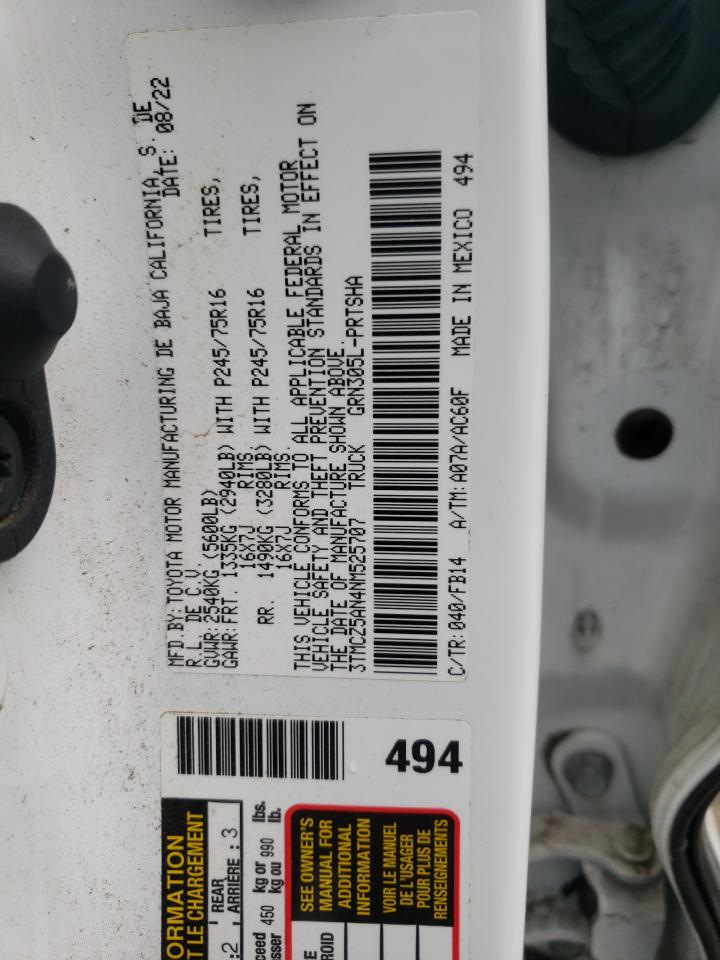 MFD. BY: TOYOTA MOTOR MANUFACTURING DE BAJA CALIFORNIA, S. DE
R.L. DE C.V. DATE: 08/22
GVWR: 2540KG (5600LB)
GAWR: FRT. 1335KG (2940LB) WITH P245/75R16 TIRES,
16X7J RIMS
RR. 1490KG (3280LB) WITH P245/75R16 TIRES,
16X7J RIMS.
THIS VEHICLE CONFORMS TO ALL APPLICABLE FEDERAL MOTOR
VEHICLE SAFETY AND THEFT PREVENTION STANDARDS IN EFFECT ON
THE DATE OF MANUFACTURE SHOWN ABOVE.
3TMCZ5AN4NM525707 TRUCK GRN305L-PRTSHA
C/TR: 040/FB14 A/TM: A07A/AC60F MADE IN MEXICO 494
494
ORMATION
T LE CHARGEMENT
:2 REAR
ARRIÈRE : 3
ceed 450 kg or 990 lbs.
sser kg ou lb.
SEE OWNER'S
MANUAL FOR
ADDITIONAL
INFORMATION
VOIR LE MANUEL
DE L'USAGER
POUR PLUS DE
RENSEIGNEMENTS
E
ROID